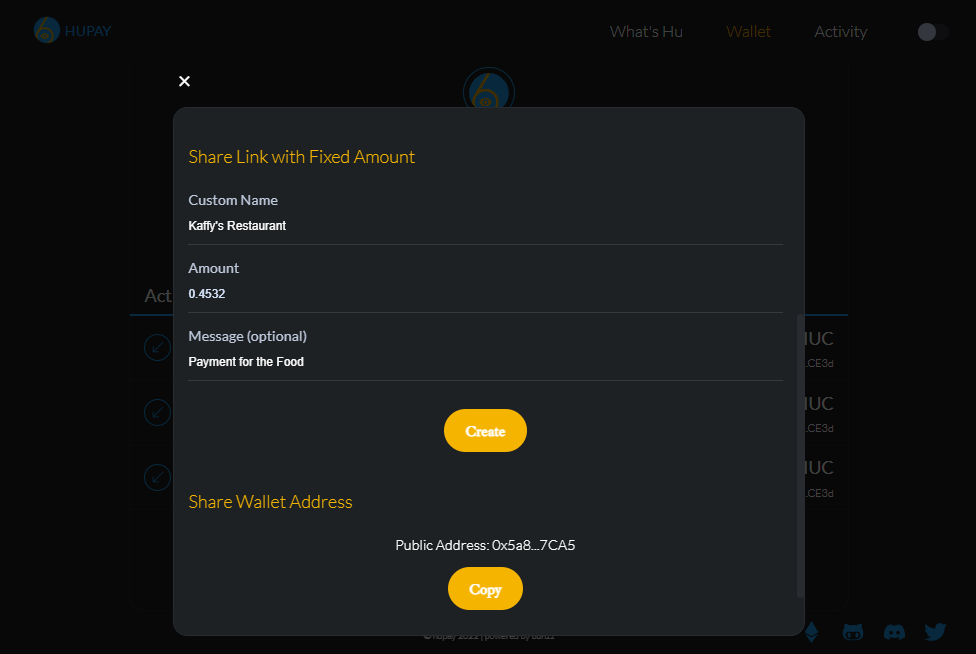 HUPAY
What's Hu
Wallet
Activity
×
Share Link with Fixed Amount
Custom Name
Kaffy's Restaurant
Amount
0.4532
Act
Message (optional)
HUC
.CE3d
Payment for the Food
HUC
.CE3d
Create
HUC
.CE3d
Share Wallet Address
Public Address: 0x5a8...7CA5
Copy
© hupay 2022 | powered by